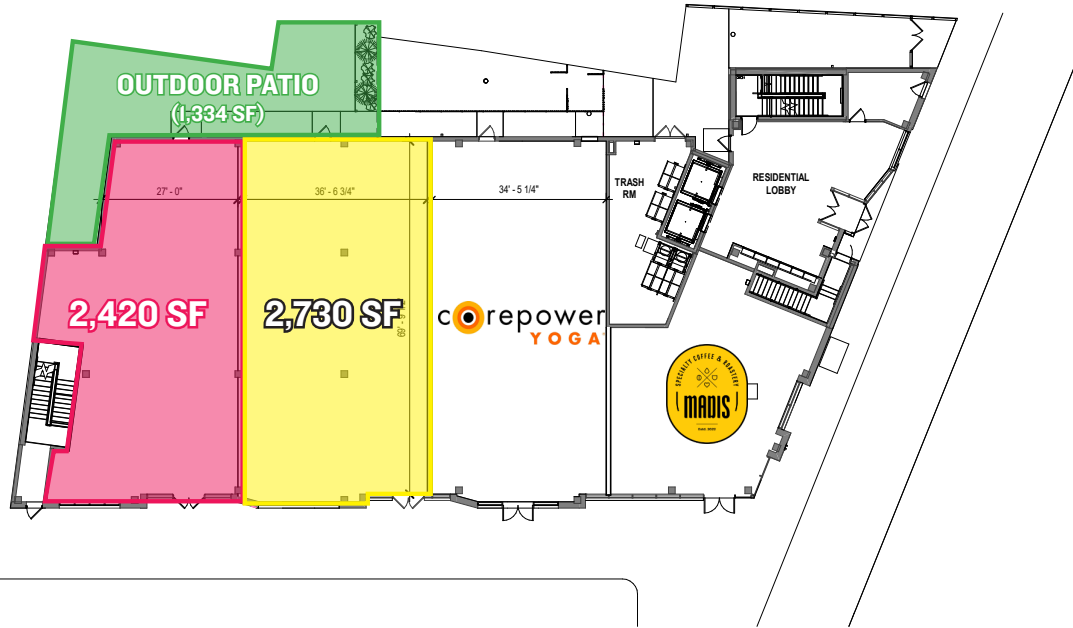 OUTDOOR PATIO
(1,334 SF)
27' - 0"
36' - 6 3/4"
34' - 5 1/4"
TRASH
RM
RESIDENTIAL
LOBBY
2,420 SF
2,730 SF
corepower
YOGA
SPECIALTY COFFEE & ROASTERY
MADIS